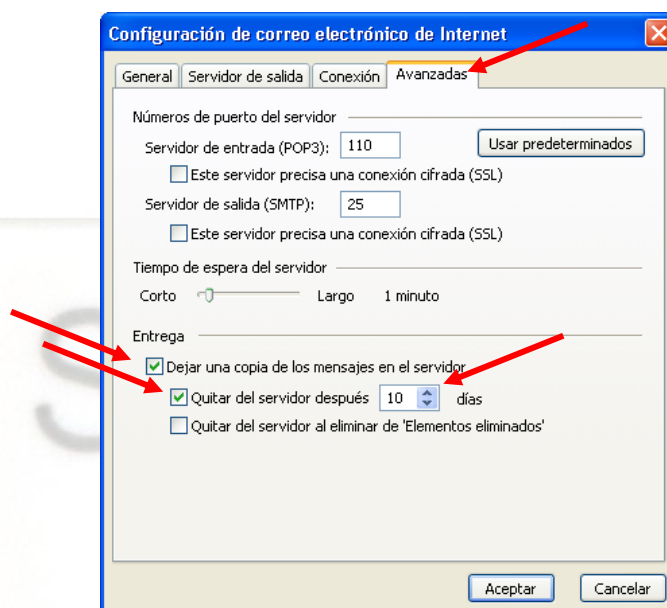 Configuración de correo electrónico de Internet
General Servidor de salida Conexión Avanzadas
Números de puerto del servidor
Servidor de entrada (POP3): 110 Usar predeterminados
Este servidor precisa una conexión cifrada (SSL)
Servidor de salida (SMTP): 25
Este servidor precisa una conexión cifrada (SSL)
Tiempo de espera del servidor
Corto Largo 1 minuto
Entrega
Dejar una copia de los mensajes en el servidor
Quitar del servidor después 10 días
Quitar del servidor al eliminar de 'Elementos eliminados'
Aceptar Cancelar